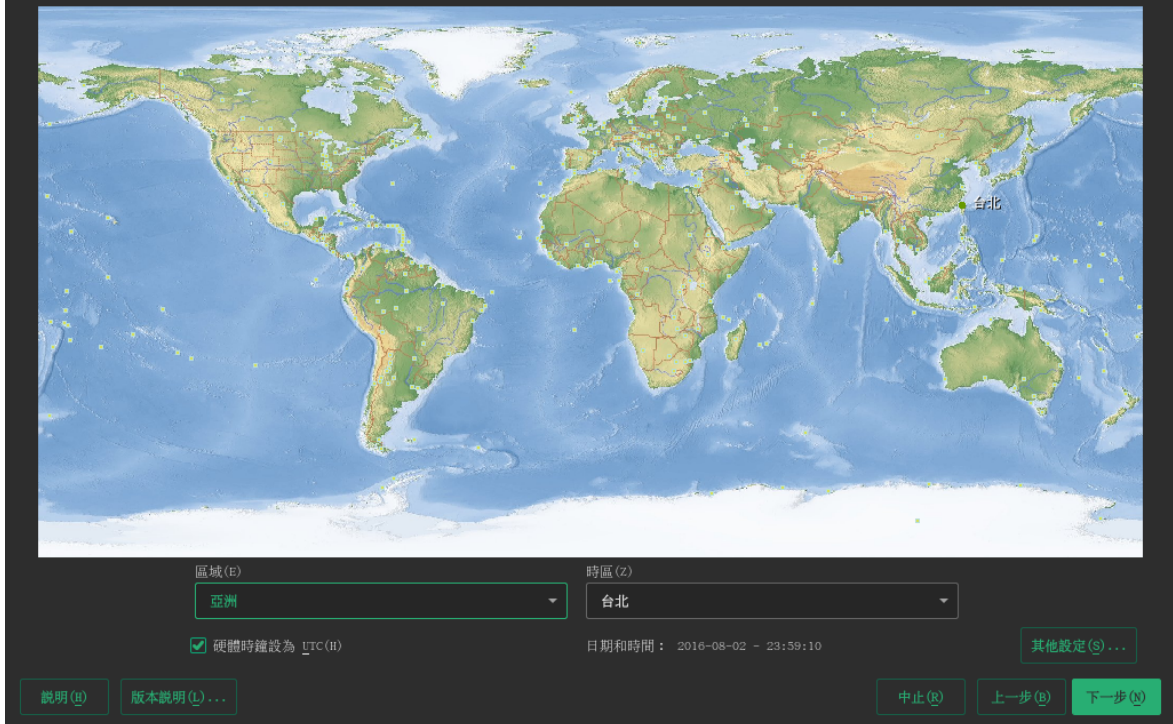 台北
區域(E)
時區(Z)
亞洲
台北
硬體時鐘設為 UTC(H)
日期和時間： 2016-08-02 - 23:59:10
其他設定(S)...
說明(H)
版本說明(L)...
中止(R)
上一步(B)
下一步(N)